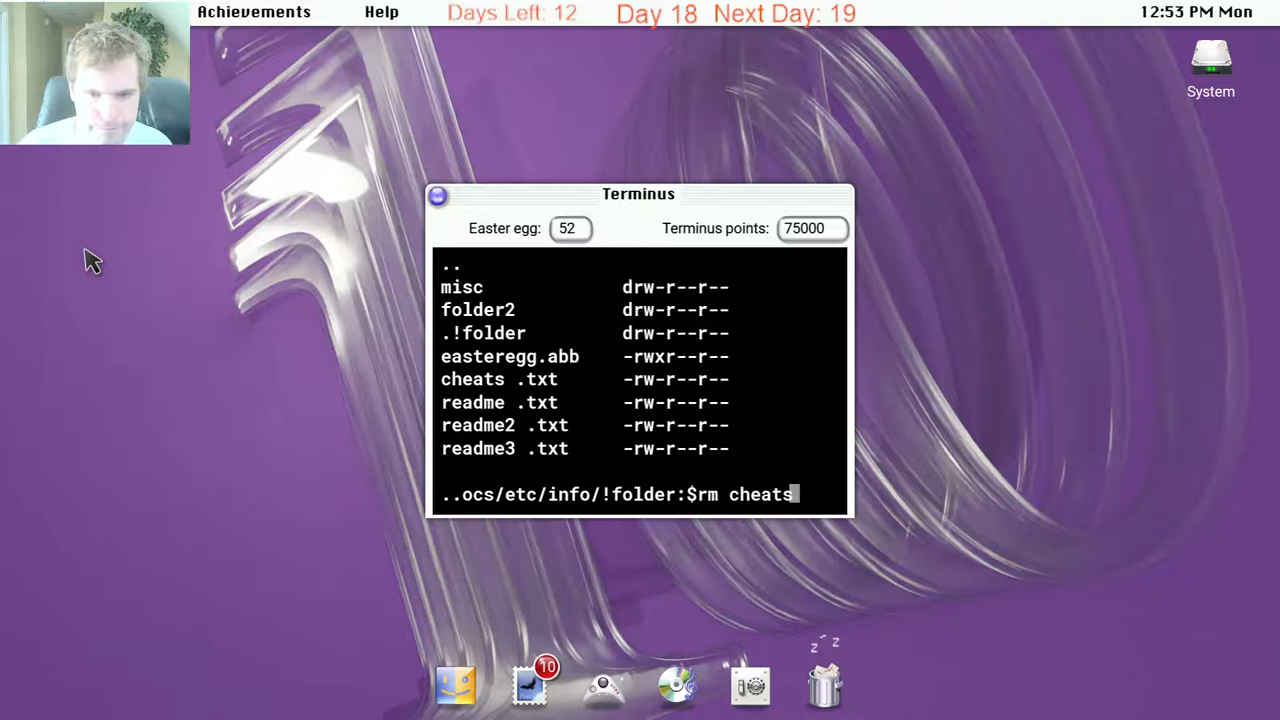 Achievements Help Days Left: 12 Day 18 Next Day: 19 12:53 PM Mon
System
Terminus
Easter egg: 52 Terminus points: 75000
..
misc drw-r--r--
folder2 drw-r--r--
.!folder drw-r--r--
easteregg.abb -rwxr--r--
cheats .txt -rw-r--r--
readme .txt -rw-r--r--
readme2 .txt -rw-r--r--
readme3 .txt -rw-r--r--
..ocs/etc/info/!folder:$rm cheats
z z
10